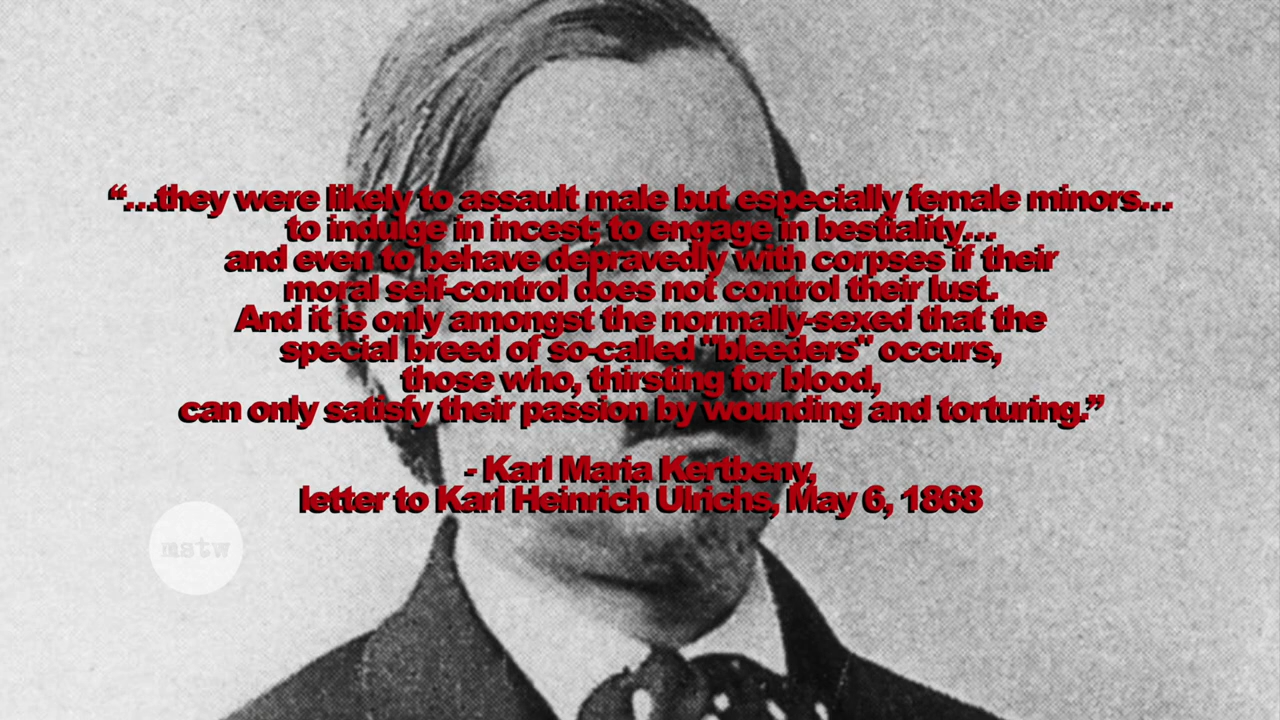 “...they were likely to assault male but especially female minors...
to indulge in incest; to engage in bestiality...
and even to behave depravedly with corpses if their
moral self-control does not control their lust.
And it is only amongst the normally-sexed that the
special breed of so-called "bleeders" occurs,
those who, thirsting for blood,
can only satisfy their passion by wounding and torturing.”
- Karl Maria Kertbeny,
letter to Karl Heinrich Ulrichs, May 6, 1868
mstw